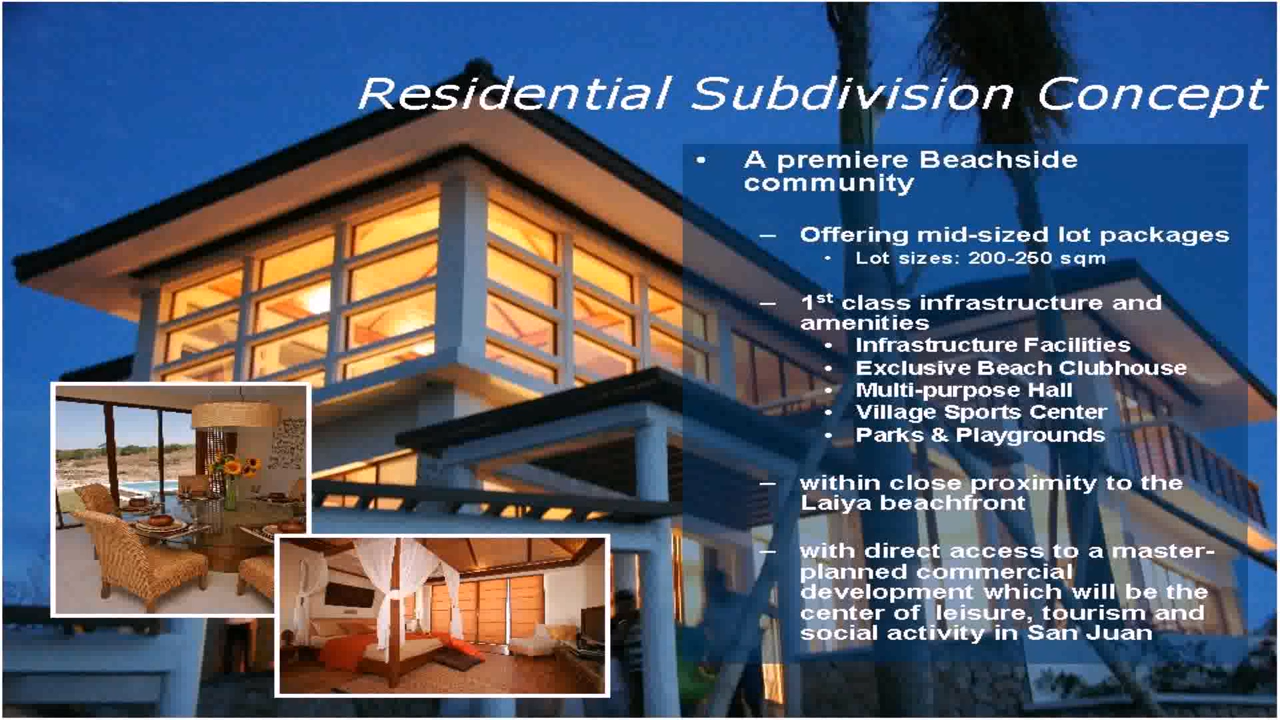 Residential Subdivision Concept
• A premiere Beachside
community
– Offering mid-sized lot packages
• Lot sizes: 200-250 sqm
– 1st class infrastructure and
amenities
• Infrastructure Facilities
• Exclusive Beach Clubhouse
• Multi-purpose Hall
• Village Sports Center
• Parks & Playgrounds
– within close proximity to the
Laiya beachfront
– with direct access to a master-
planned commercial
development which will be the
center of leisure, tourism and
social activity in San Juan